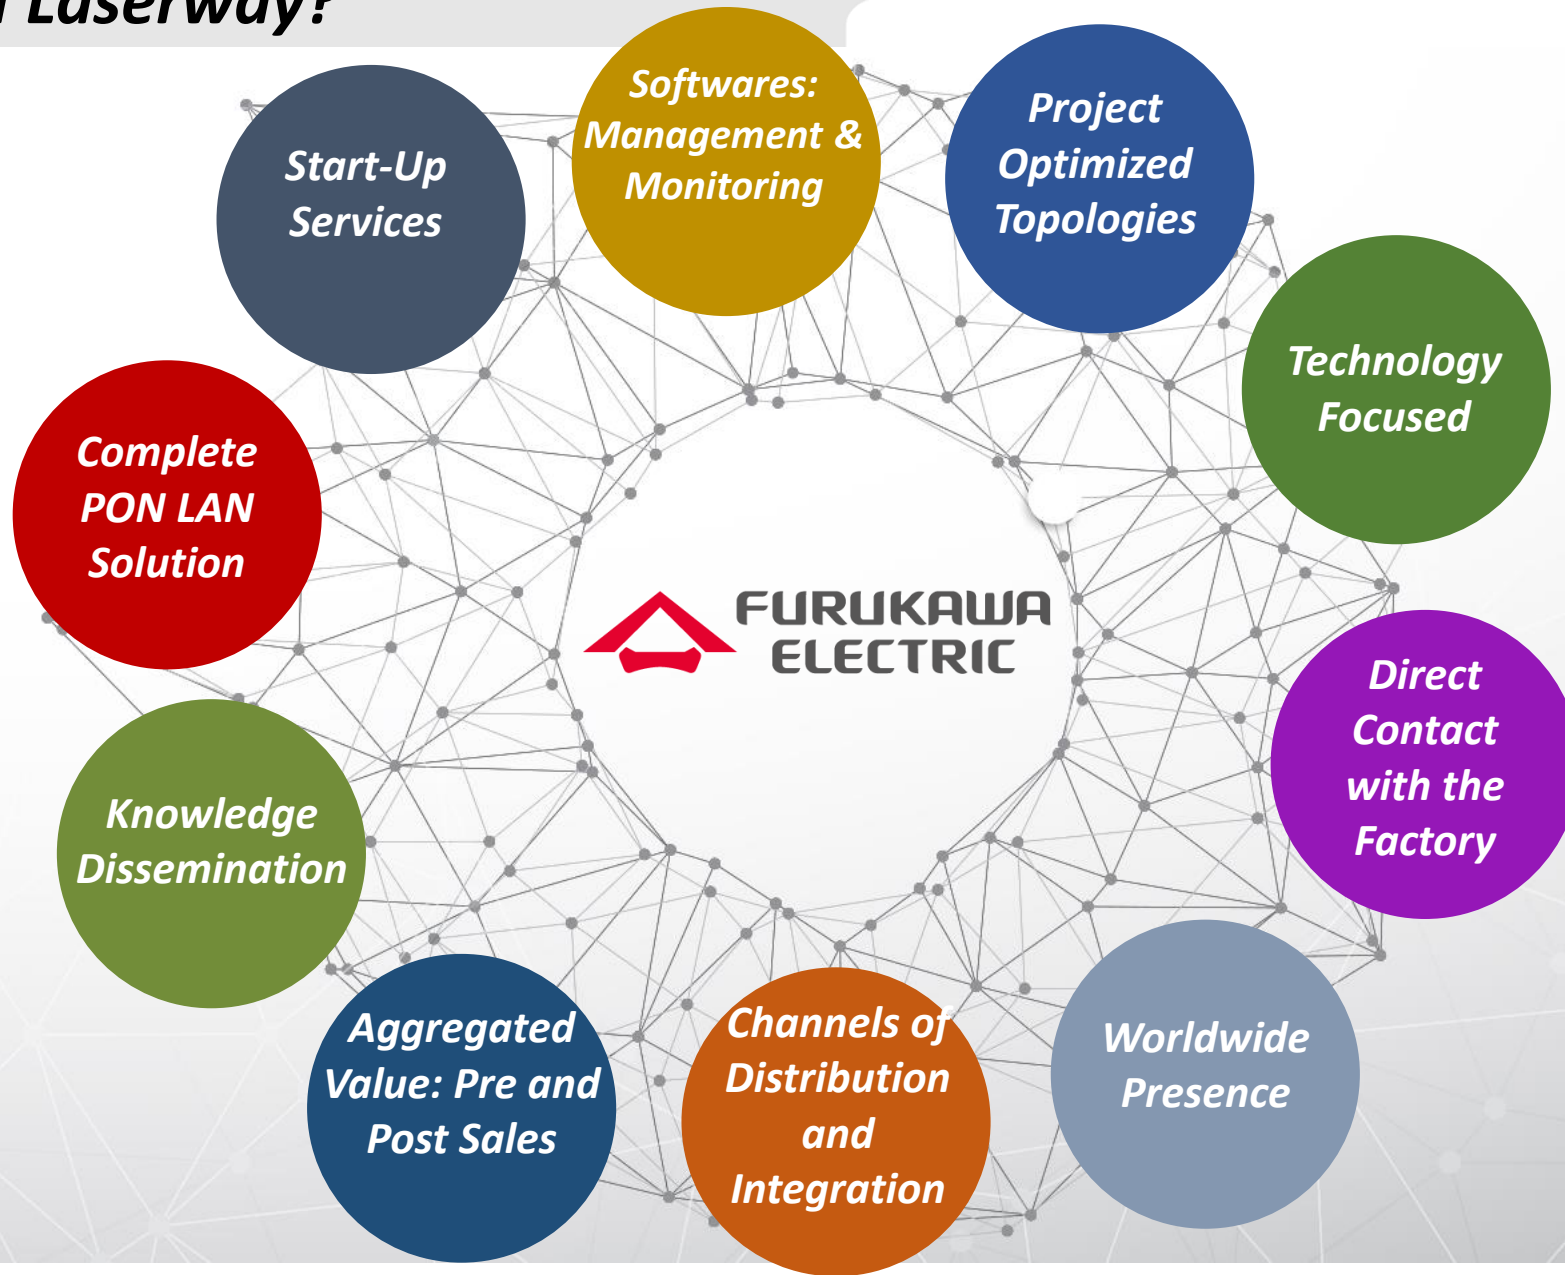 Laserway?
Softwares:
Management &
Monitoring
Project
Optimized
Topologies
Start-Up
Services
Technology
Focused
Complete
PON LAN
Solution
FURUKAWA
ELECTRIC
Direct
Contact
with the
Factory
Knowledge
Dissemination
Aggregated
Value: Pre and
Post Sales
Channels of
Distribution
and
Integration
Worldwide
Presence